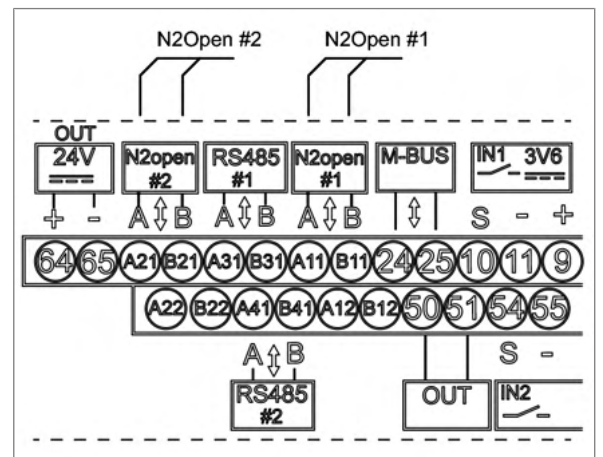 N2Open #2 N2Open #1
OUT
24V N2open #2 RS485 #1 N2open #1 M-BUS IN1 3V6
+ - A B A B A B S - +
64 65 A21 B21 A31 B31 A11 B11 24 25 10 11 9
A22 B22 A41 B41 A12 B12 50 51 54 55
A B S -
RS485 #2 OUT IN2